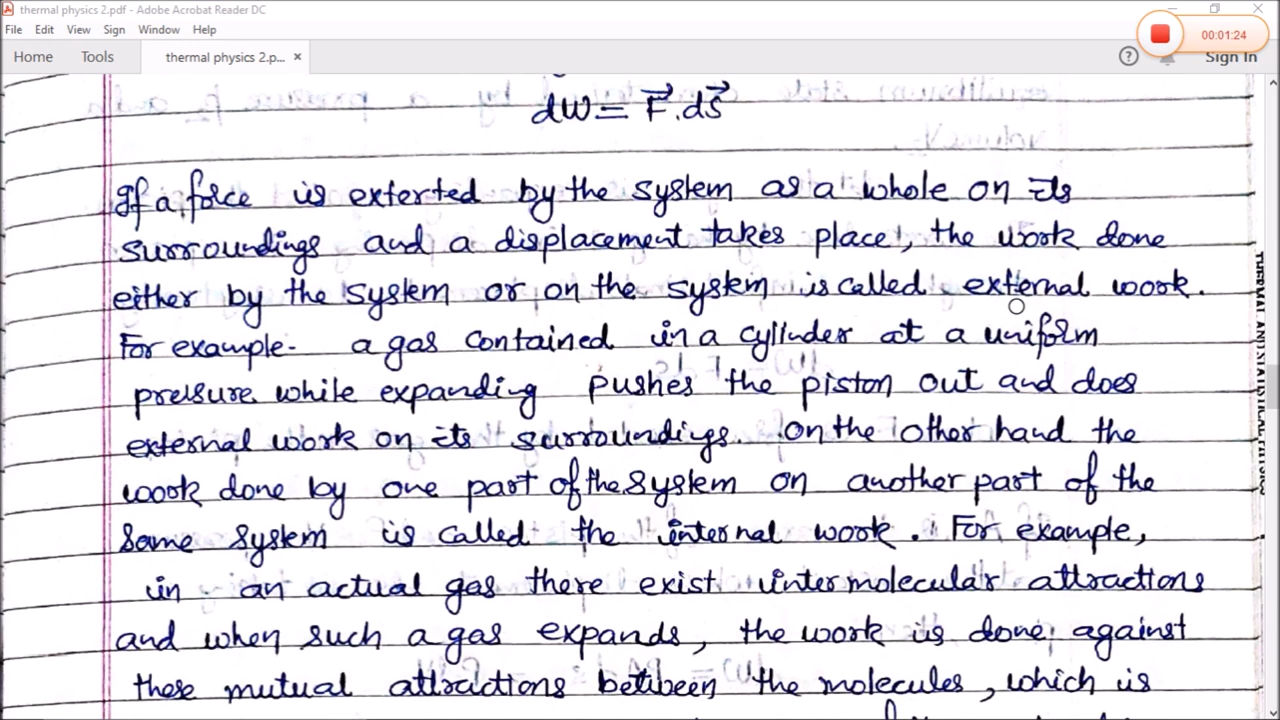 thermal physics 2.pdf - Adobe Acrobat Reader DC
File Edit View Sign Window Help
00:01:24
Home Tools thermal physics 2.p... × ? Sign In
dw = F⃗.ds⃗
If a force is exterted by the system as a whole on its
surroundings and a displacement takes place, the work done
either by the system or on the system is called external work.
For example- a gas contained in a cylinder at a uniform
pressure while expanding pushes the piston out and does
external work on its surroundings. On the other hand the
work done by one part of the system on another part of the
same system is called the internal work. For example,
in an actual gas there exist intermolecular attractions
and when such a gas expands, the work is done against
these mutual attractions between the molecules, which is